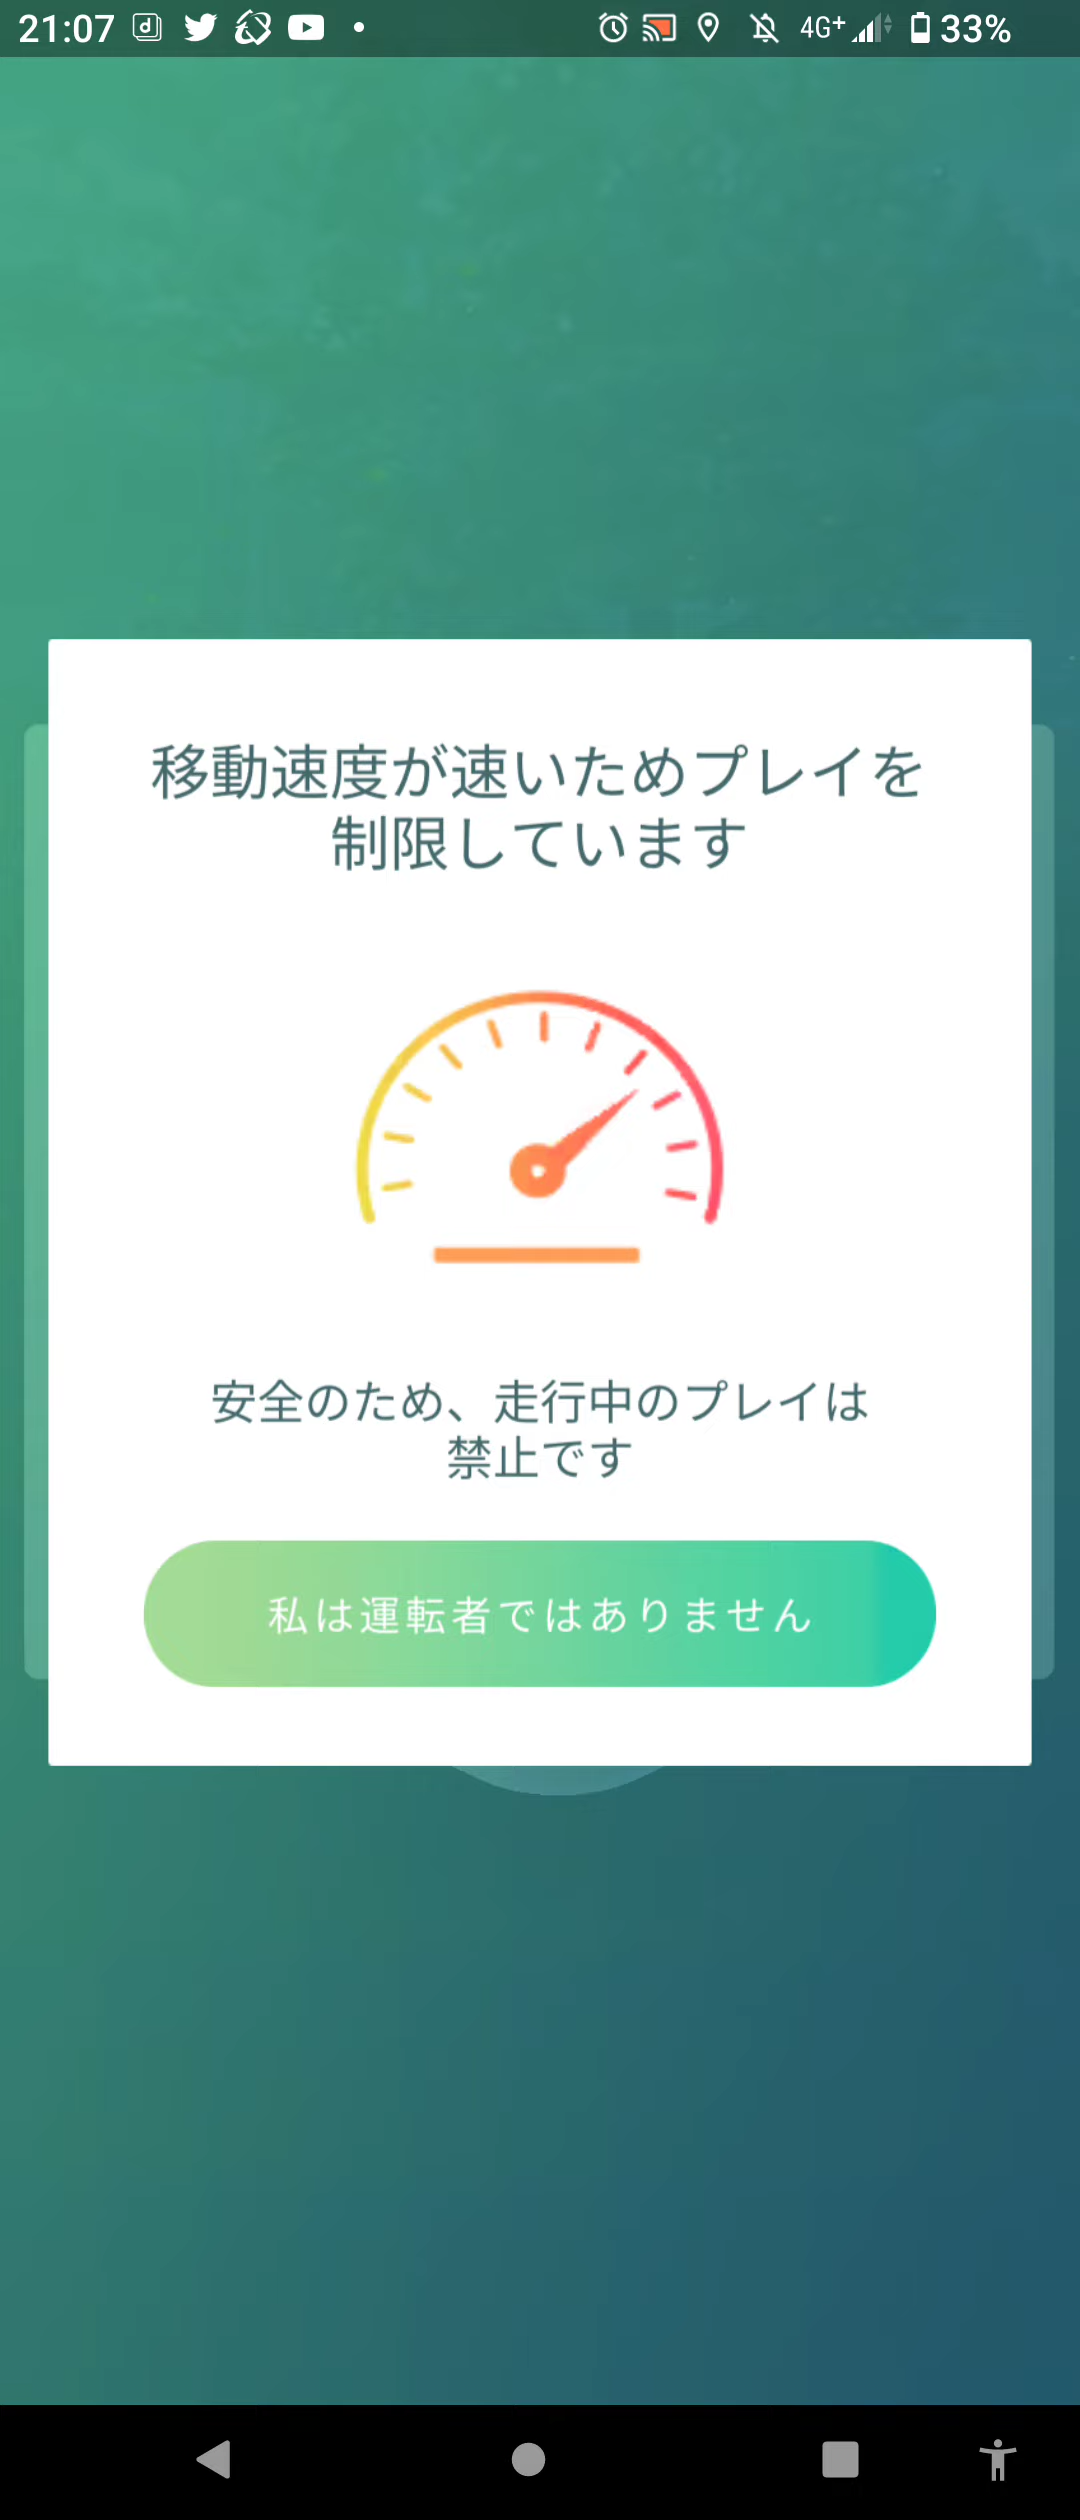 21:07 d 4G+ 33%
移動速度が速いためプレイを
制限しています
安全のため、走行中のプレイは
禁止です
私は運転者ではありません